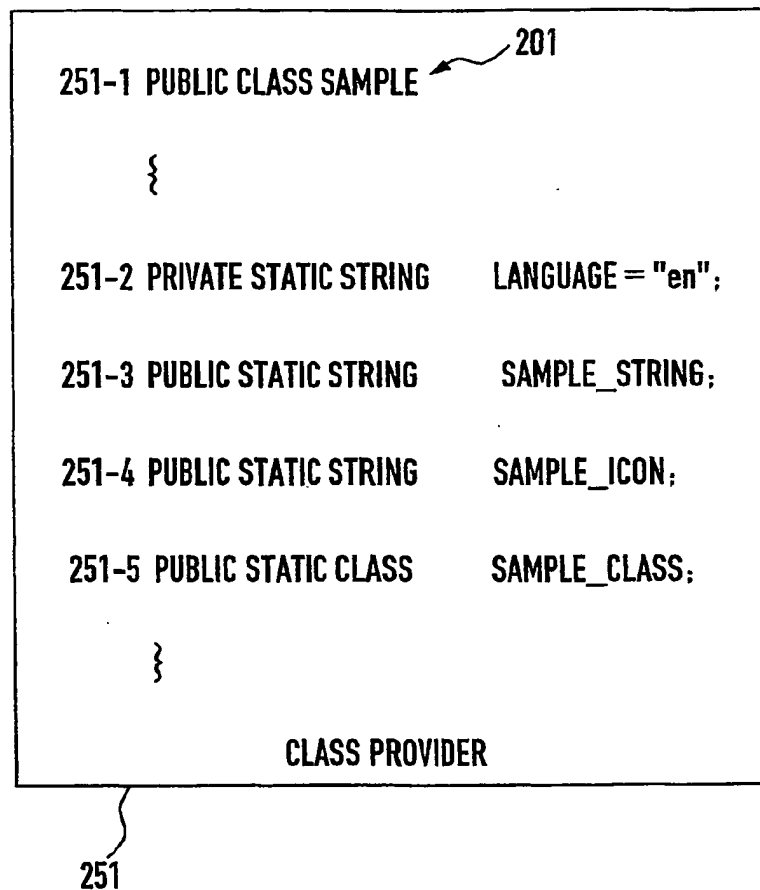 201
251-1 PUBLIC CLASS SAMPLE
{
251-2 PRIVATE STATIC STRING LANGUAGE = "en";
251-3 PUBLIC STATIC STRING SAMPLE_STRING;
251-4 PUBLIC STATIC STRING SAMPLE_ICON;
251-5 PUBLIC STATIC CLASS SAMPLE_CLASS;
}
CLASS PROVIDER
251